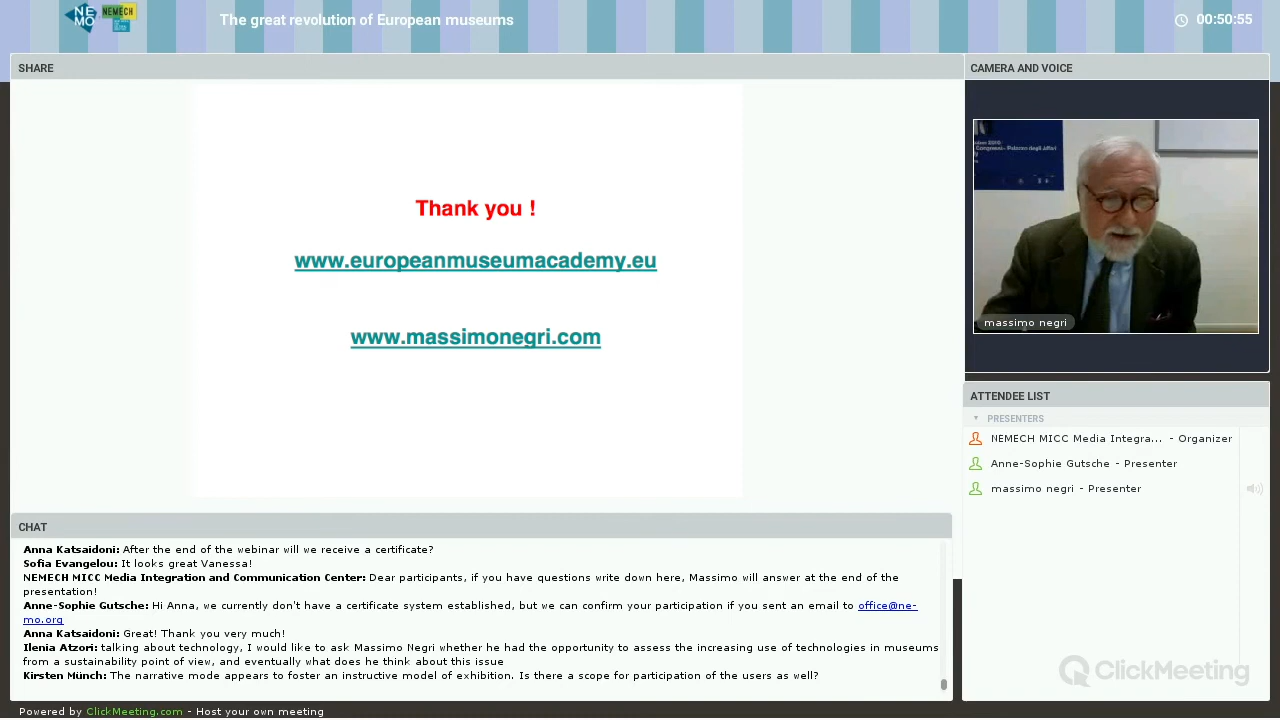 NE
MO
NEMECH
The great revolution of European museums
00:50:55
SHARE
CAMERA AND VOICE
Thank you !
www.europeanmuseumacademy.eu
www.massimonegri.com
massimo negri
ATTENDEE LIST
PRESENTERS
NEMECH MICC Media Integra... - Organizer
Anne-Sophie Gutsche - Presenter
massimo negri - Presenter
CHAT
Anna Katsaidoni: After the end of the webinar will we receive a certificate?
Sofia Evangelou: It looks great Vanessa!
NEMECH MICC Media Integration and Communication Center: Dear participants, if you have questions write down here, Massimo will answer at the end of the
presentation!
Anne-Sophie Gutsche: Hi Anna, we currently don't have a certificate system established, but we can confirm your participation if you sent an email to office@ne-
mo.org
Anna Katsaidoni: Great! Thank you very much!
Ilenia Atzori: talking about technology, I would like to ask Massimo Negri whether he had the opportunity to assess the increasing use of technologies in museums
from a sustainability point of view, and eventually what does he think about this issue
Kirsten Münch: The narrative mode appears to foster an instructive model of exhibition. Is there a scope for participation of the users as well?
ClickMeeting
Powered by ClickMeeting.com - Host your own meeting